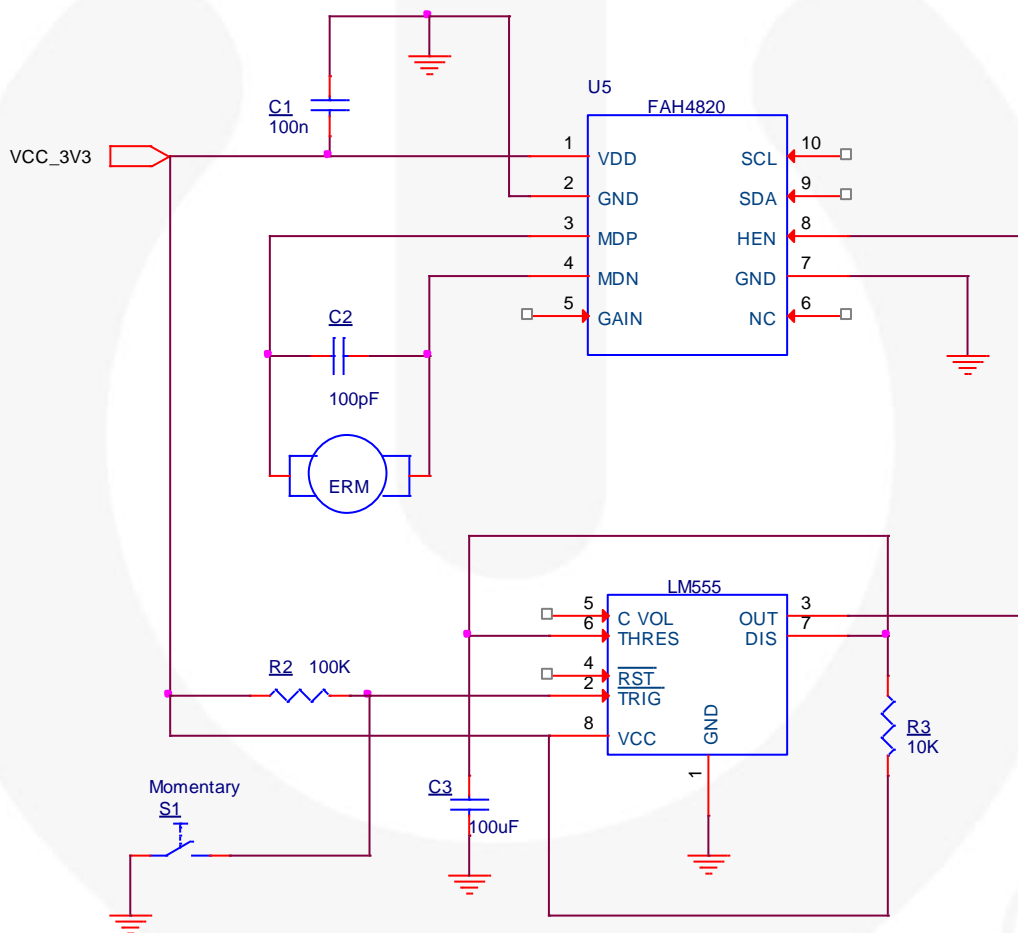 U5
FAH4820
C1
100n
VCC_3V3
1
VDD
SCL
10
2
GND
SDA
9
3
MDP
HEN
8
4
MDN
GND
7
5
GAIN
NC
6
C2
100pF
ERM
LM555
5
C VOL
OUT
3
6
THRES
DIS
7
4
RST
R2 100K
2
TRIG
8
VCC
GND
1
R3
10K
Momentary
S1
C3
100uF